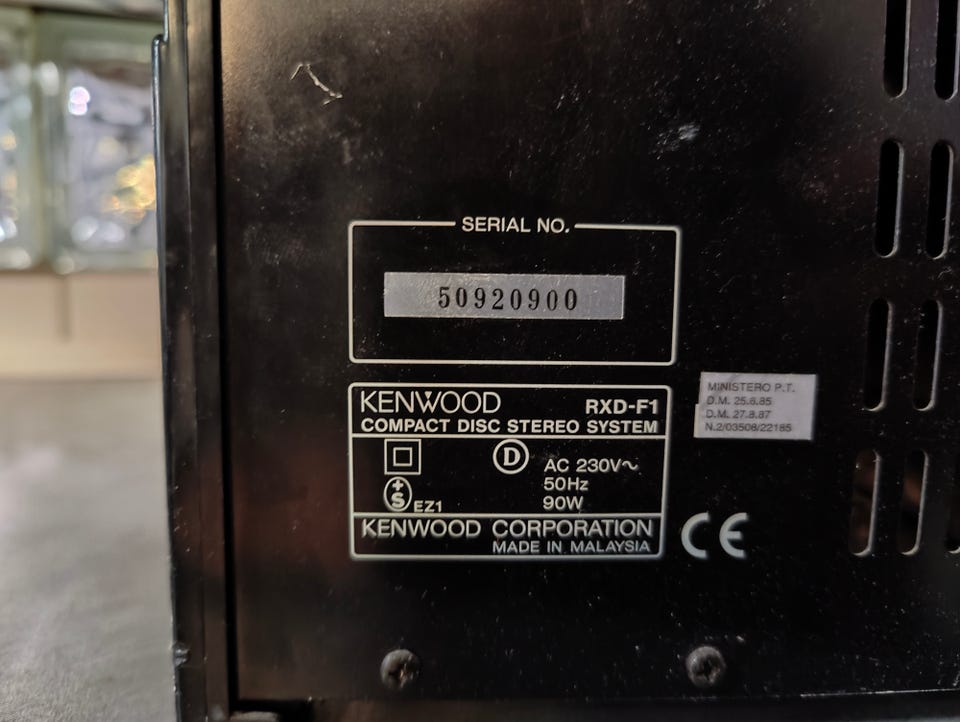 SERIAL NO.
50920900
KENWOOD RXD-F1
COMPACT DISC STEREO SYSTEM
D AC 230V~
50Hz
+S EZ1 90W
KENWOOD CORPORATION
MADE IN MALAYSIA
MINISTERO P.T.
D.M. 25.6.85
D.M. 27.8.87
N.2/03508/22185
CE